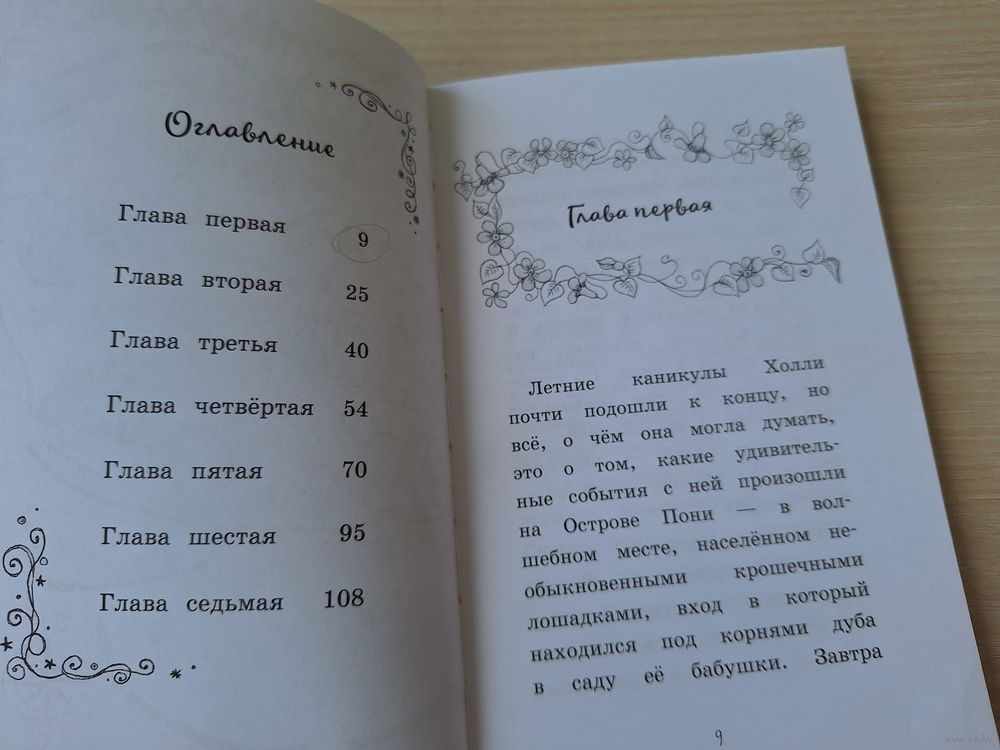 Оглавление
Глава первая 9
Глава вторая 25
Глава третья 40
Глава четвёртая 54
Глава пятая 70
Глава шестая 95
Глава седьмая 108
Глава первая
Летние каникулы Холли
почти подошли к концу, но
всё, о чём она могла думать,
это о том, какие удивитель-
ные события с ней произошли
на Острове Пони — в вол-
шебном месте, населённом не-
обыкновенными крошечными
лошадками, вход в который
находился под корнями дуба
в саду её бабушки. Завтра
9
www.ay.by